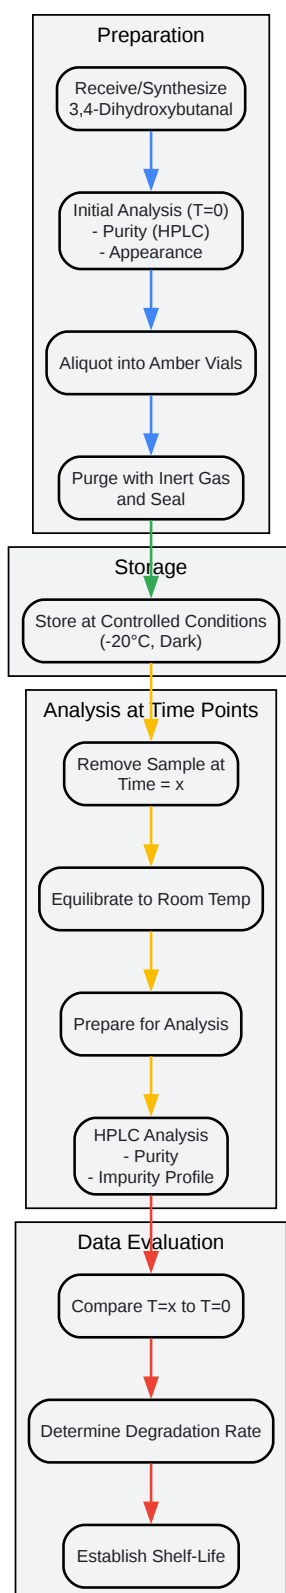 Preparation
Receive/Synthesize
3,4-Dihydroxybutanal
Initial Analysis (T=0)
- Purity (HPLC)
- Appearance
Aliquot into Amber Vials
Purge with Inert Gas
and Seal
Storage
Store at Controlled Conditions
(-20°C, Dark)
Analysis at Time Points
Remove Sample at
Time = x
Equilibrate to Room Temp
Prepare for Analysis
HPLC Analysis
- Purity
- Impurity Profile
Data Evaluation
Compare T=x to T=0
Determine Degradation Rate
Establish Shelf-Life